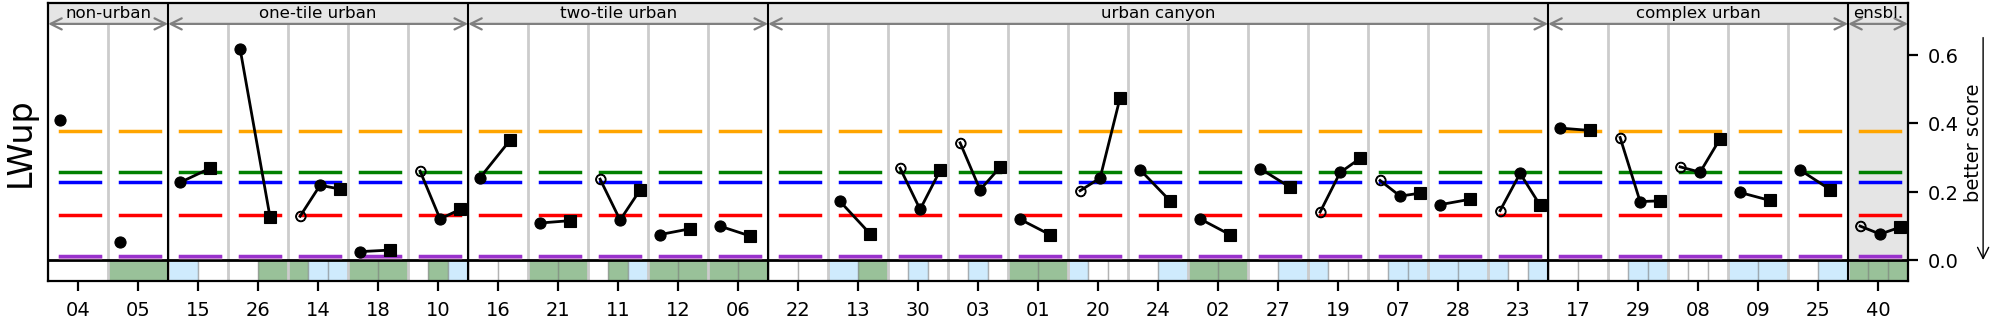 non-urban one-tile urban two-tile urban urban canyon complex urban ensbl.
LWup
0.6
0.4
0.2
0.0
better score
04 05 15 26 14 18 10 16 21 11 12 06 22 13 30 03 01 20 24 02 27 19 07 28 23 17 29 08 09 25 40